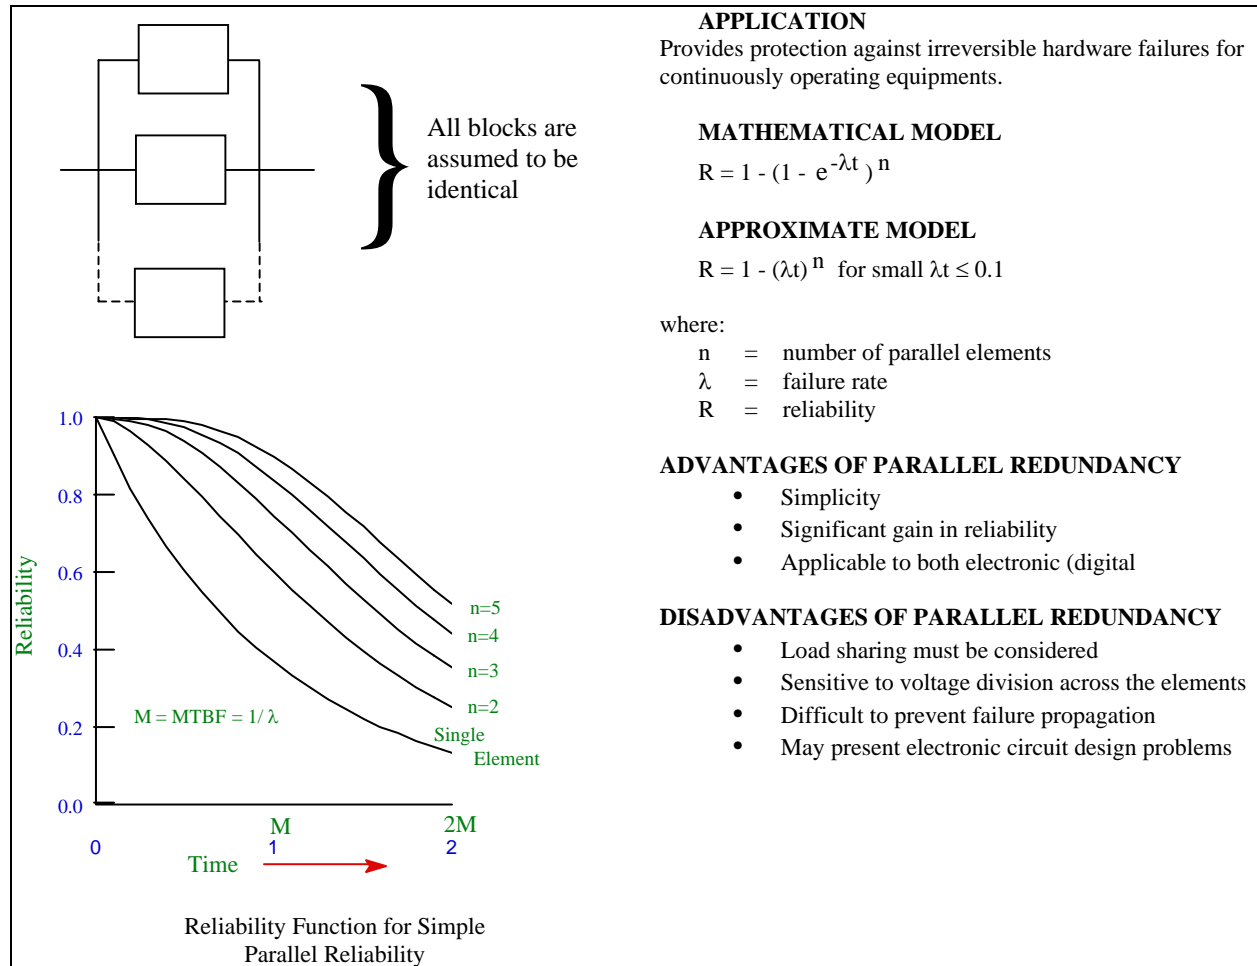 All blocks are
assumed to be
identical
1.0
0.8
0.6
0.4
0.2
0.0
Reliability
n=5
n=4
n=3
n=2
Single
Element
M = MTBF = 1/ λ
M
2M
0
1
2
Time
Reliability Function for Simple
Parallel Reliability
APPLICATION
Provides protection against irreversible hardware failures for
continuously operating equipments.
MATHEMATICAL MODEL
R = 1 - (1 - e^-λt )^n
APPROXIMATE MODEL
R = 1 - (λt)^n for small λt ≤ 0.1
where:
n = number of parallel elements
λ = failure rate
R = reliability
ADVANTAGES OF PARALLEL REDUNDANCY
• Simplicity
• Significant gain in reliability
• Applicable to both electronic (digital
DISADVANTAGES OF PARALLEL REDUNDANCY
• Load sharing must be considered
• Sensitive to voltage division across the elements
• Difficult to prevent failure propagation
• May present electronic circuit design problems